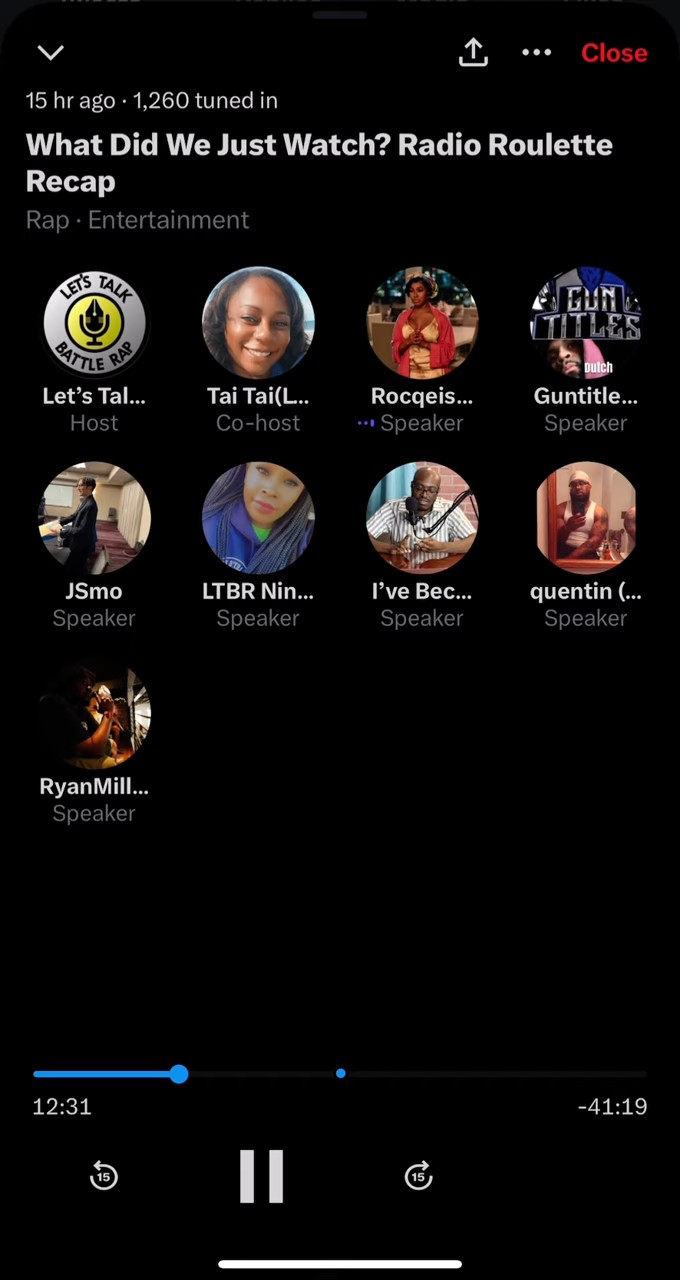 Close
15 hr ago · 1,260 tuned in
What Did We Just Watch? Radio Roulette
Recap
Rap · Entertainment
LET'S TALK
BATTLE RAP
GUN
TITLES
DUTCH
Let’s Tal... Tai Tai(L... Rocqeis... Guntitle...
Host Co-host Speaker Speaker
JSmo LTBR Nin... I’ve Bec... quentin (...
Speaker Speaker Speaker Speaker
RyanMill...
Speaker
12:31 -41:19
15 15